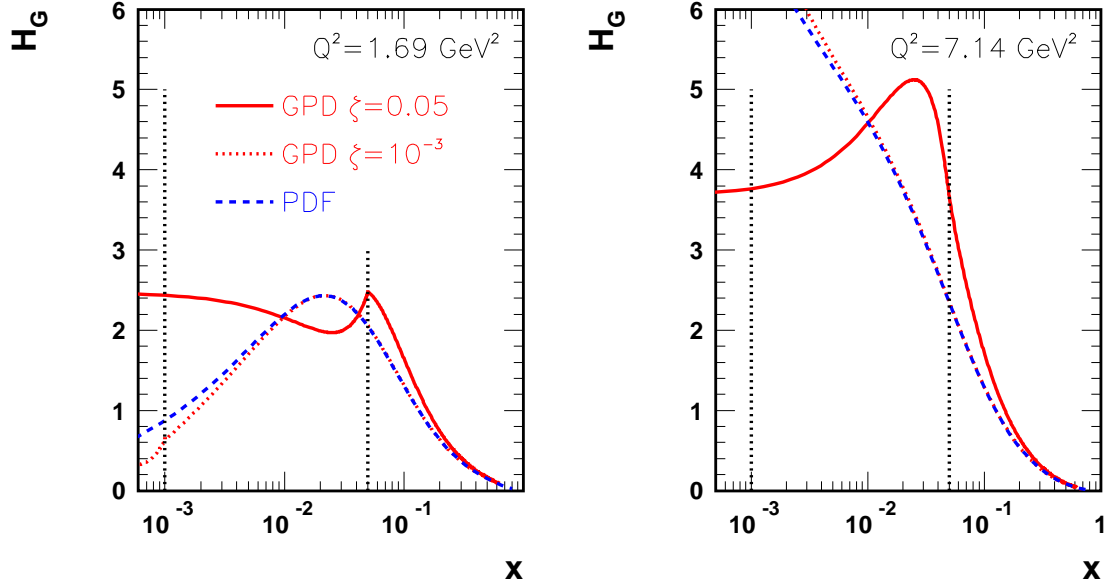 H_G
Q²=1.69 GeV²
GPD ζ=0.05
GPD ζ=10⁻³
PDF
6
5
4
3
2
1
0
10⁻³ 10⁻² 10⁻¹
x
H_G
Q²=7.14 GeV²
6
5
4
3
2
1
0
10⁻³ 10⁻² 10⁻¹ 1
x